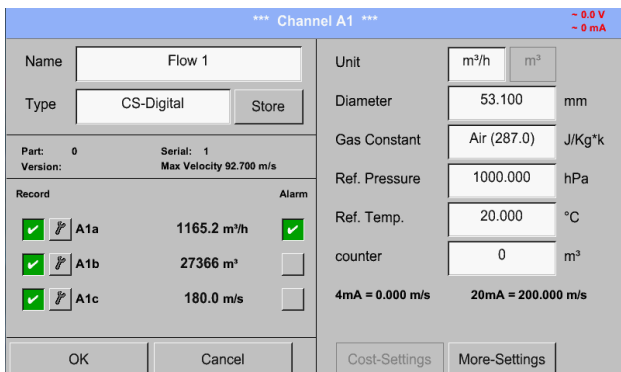 *** Channel A1 ***
~ 0.0 V
~ 0 mA
Name Flow 1
Type CS-Digital Store
Part: 0 Serial: 1
Version: Max Velocity 92.700 m/s
Record Alarm
A1a 1165.2 m³/h
A1b 27366 m³
A1c 180.0 m/s
OK Cancel
Unit m³/h m³
Diameter 53.100 mm
Gas Constant Air (287.0) J/Kg*k
Ref. Pressure 1000.000 hPa
Ref. Temp. 20.000 °C
counter 0 m³
4mA = 0.000 m/s 20mA = 200.000 m/s
Cost-Settings More-Settings